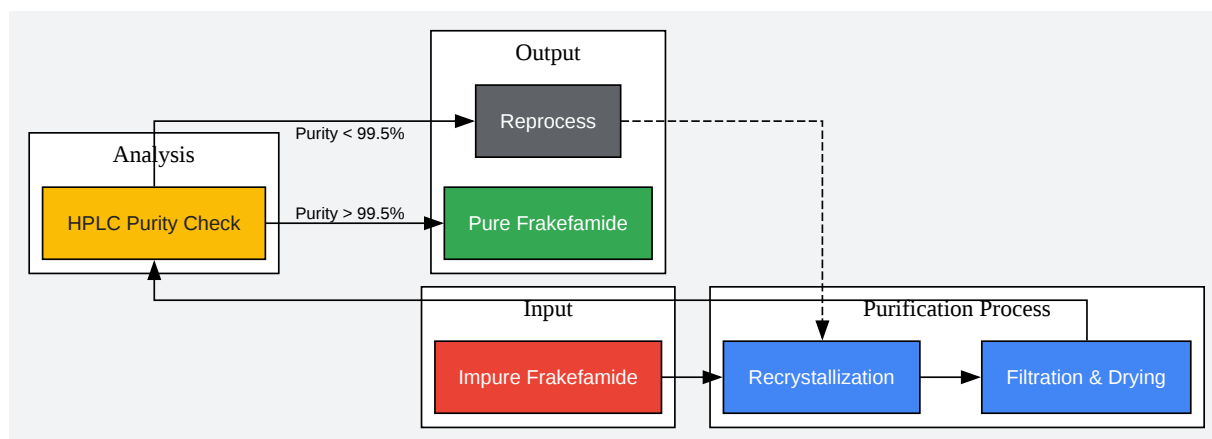 Output
Reprocess
Purity < 99.5%
Analysis
HPLC Purity Check
Purity > 99.5%
Pure Frakefamide
Input
Purification Process
Impure Frakefamide
Recrystallization
Filtration & Drying